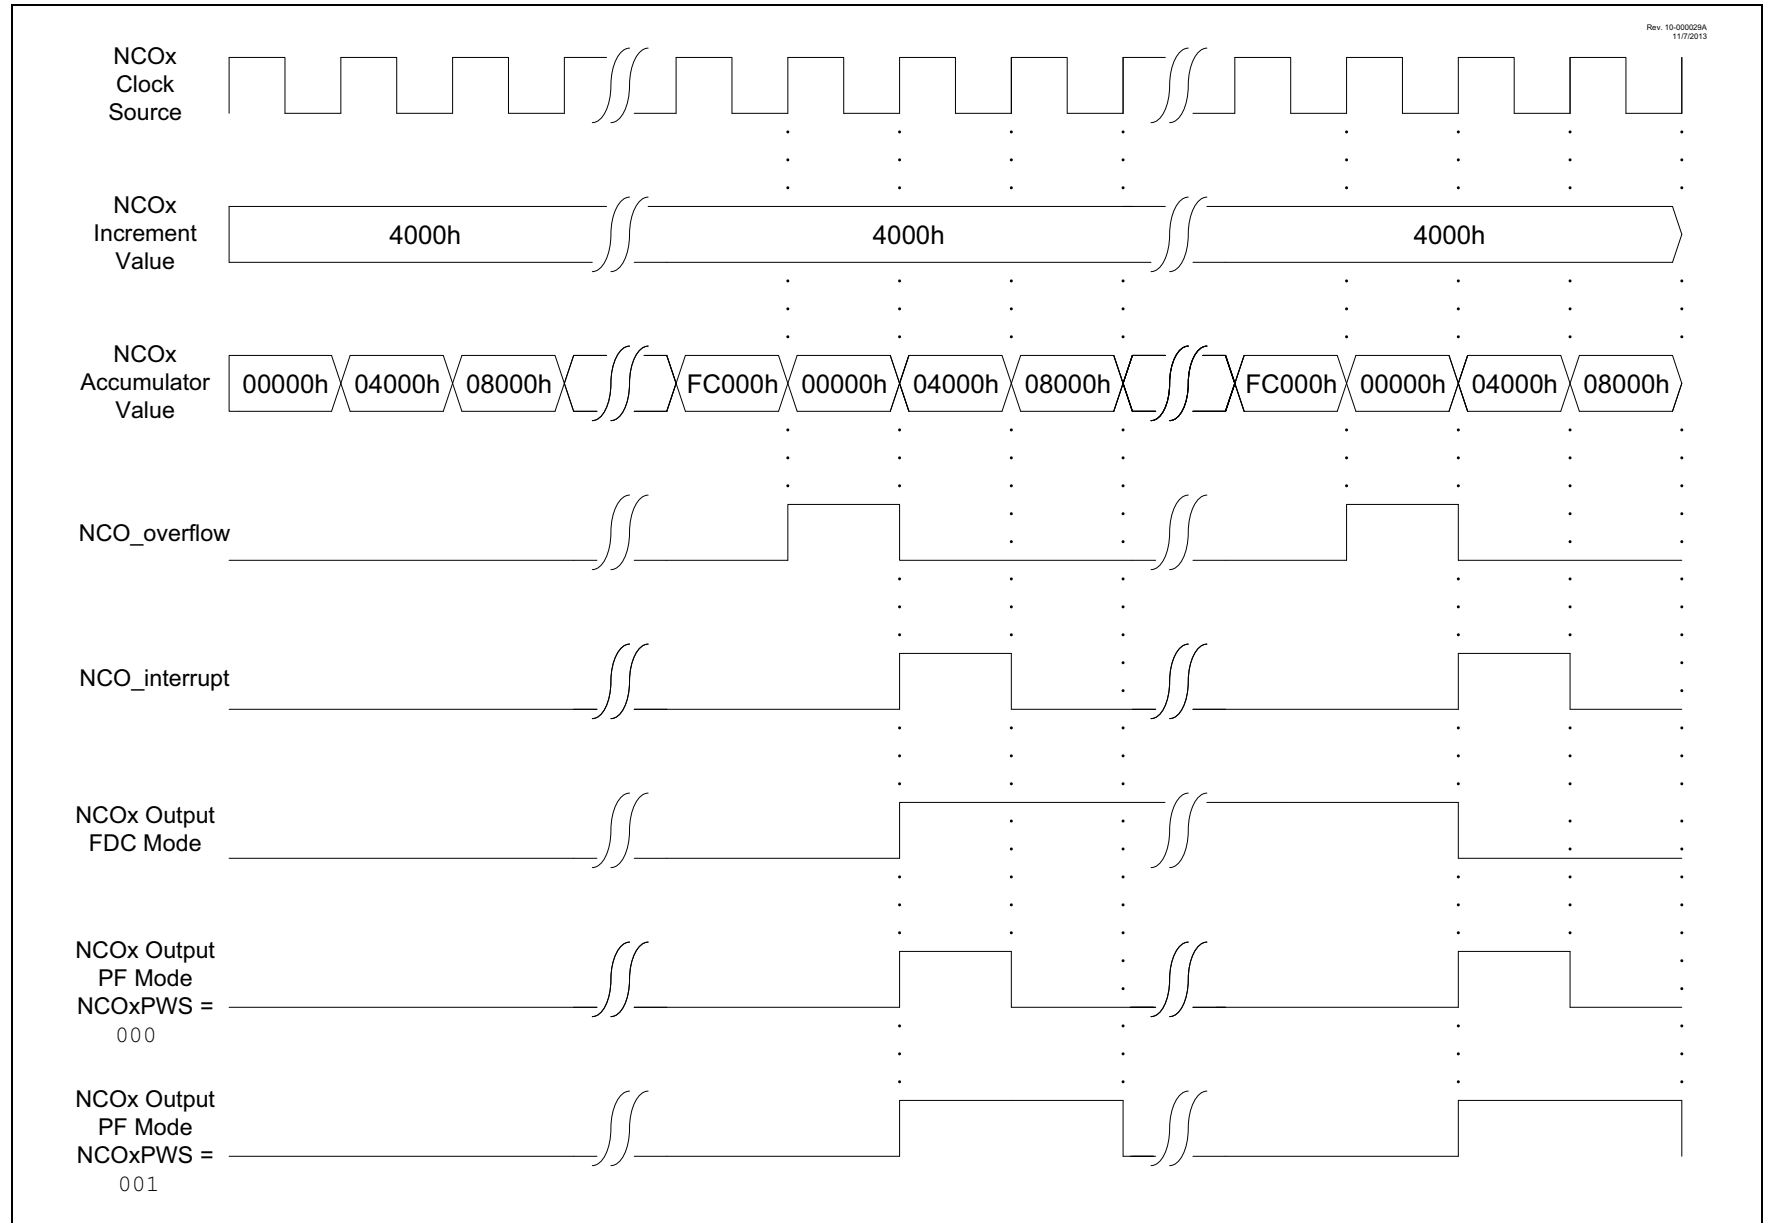 Rev. 10-000029A
11/7/2013
NCOx
Clock
Source
NCOx
Increment
Value
4000h
4000h
4000h
NCOx
Accumulator
Value
00000h 04000h 08000h FC000h 00000h 04000h 08000h FC000h 00000h 04000h 08000h
NCO_overflow
NCO_interrupt
NCOx Output
FDC Mode
NCOx Output
PF Mode
NCOxPWS =
000
NCOx Output
PF Mode
NCOxPWS =
001